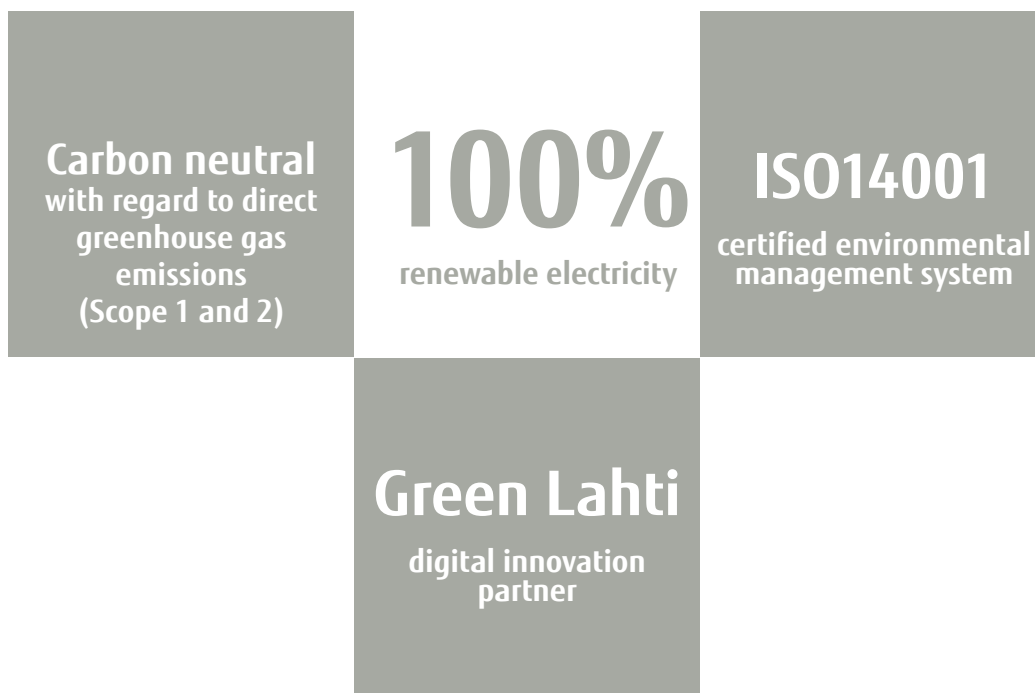 Carbon neutral
with regard to direct
greenhouse gas
emissions
(Scope 1 and 2)
100%
renewable electricity
ISO14001
certified environmental
management system
Green Lahti
digital innovation
partner